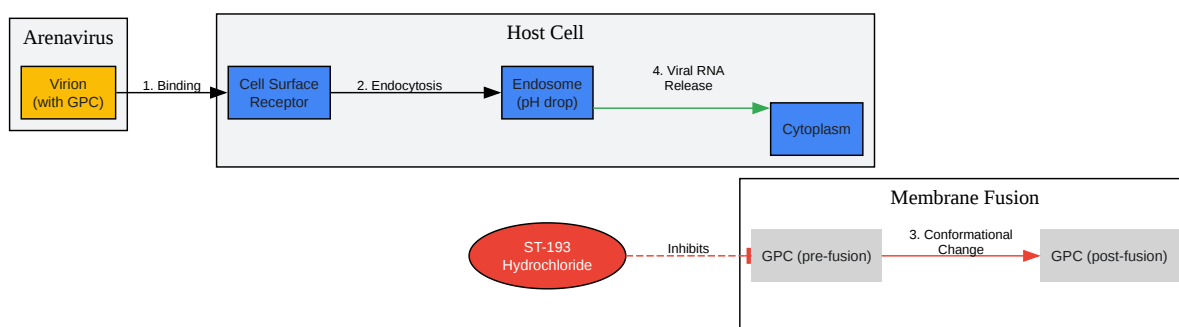 Arenavirus
Virion
(with GPC)
1. Binding
Host Cell
Cell Surface
Receptor
2. Endocytosis
Endosome
(pH drop)
4. Viral RNA
Release
Cytoplasm
ST-193
Hydrochloride
Inhibits
Membrane Fusion
GPC (pre-fusion)
3. Conformational
Change
GPC (post-fusion)